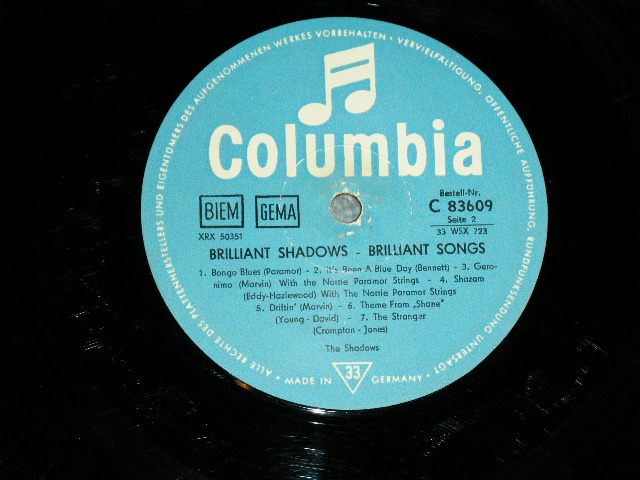 ALLE RECHTE DES PLATTENHERSTELLERS UND EIGENTÜMERS DES AUFGENOMMENEN WERKES VORBEHALTEN • VERVIELFÄLTIGUNG, ÖFFENTLICHE AUFFÜHRUNG, RUNDFUNKSENDUNG UNTERSAGT
Columbia
BIEM GEMA
XRX 50351
Bestell-Nr.
C 83609
Seite 2
33 WSX 723
BRILLIANT SHADOWS - BRILLIANT SONGS
1. Bongo Blues (Paramor) - 2. It's Been A Blue Day (Bennett) - 3. Gero-
nimo (Marvin) With the Norrie Paramor Strings - 4. Shazam
(Eddy-Hazlewood) With The Norrie Paramor Strings
5. Driftin' (Marvin) - 6. Theme From „Shane"
(Young - David) - 7. The Stranger
(Crompton - Jones)
The Shadows
MADE IN 33 GERMANY